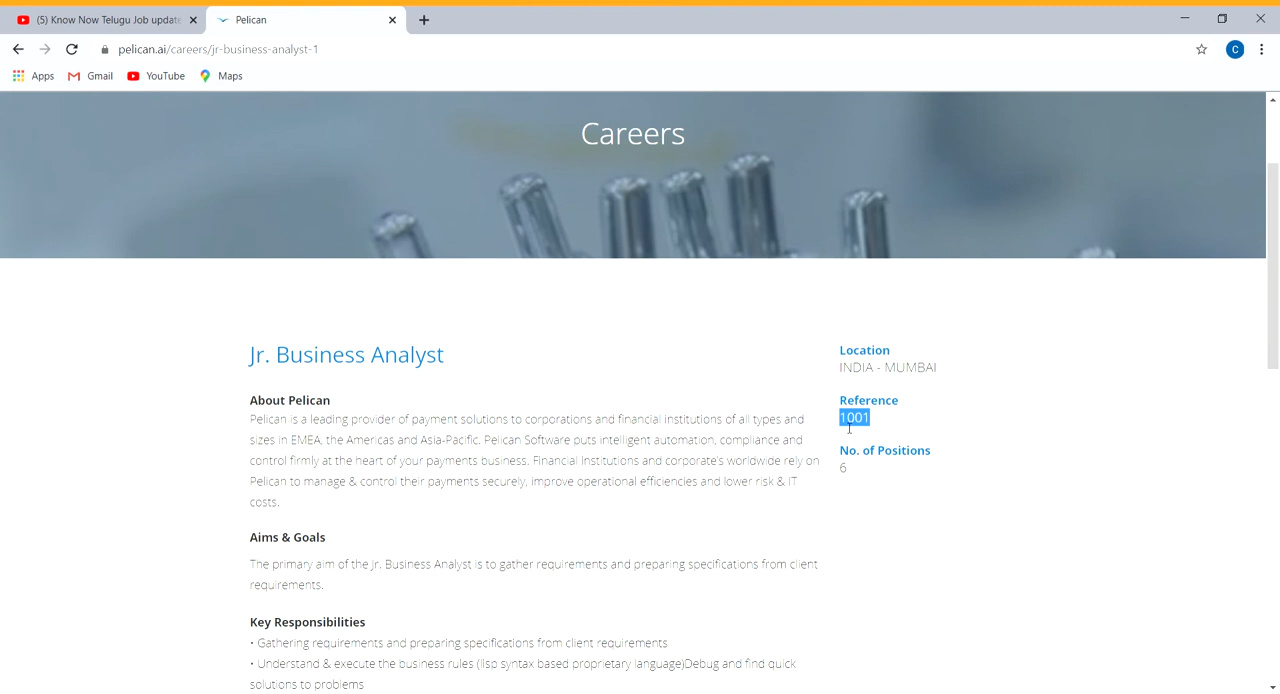 (5) Know Now Telugu Job update
Pelican
pelican.ai/careers/jr-business-analyst-1
C
Apps
Gmail
YouTube
Maps
Careers
Jr. Business Analyst
About Pelican
Pelican is a leading provider of payment solutions to corporations and financial institutions of all types and
sizes in EMEA, the Americas and Asia-Pacific. Pelican Software puts intelligent automation, compliance and
control firmly at the heart of your payments business. Financial Institutions and corporate's worldwide rely on
Pelican to manage & control their payments securely, improve operational efficiencies and lower risk & IT
costs.
Aims & Goals
The primary aim of the Jr. Business Analyst is to gather requirements and preparing specifications from client
requirements.
Key Responsibilities
• Gathering requirements and preparing specifications from client requirements
• Understand & execute the business rules (lisp syntax based proprietary language)Debug and find quick
solutions to problems
Location
INDIA - MUMBAI
Reference
1001
No. of Positions
6